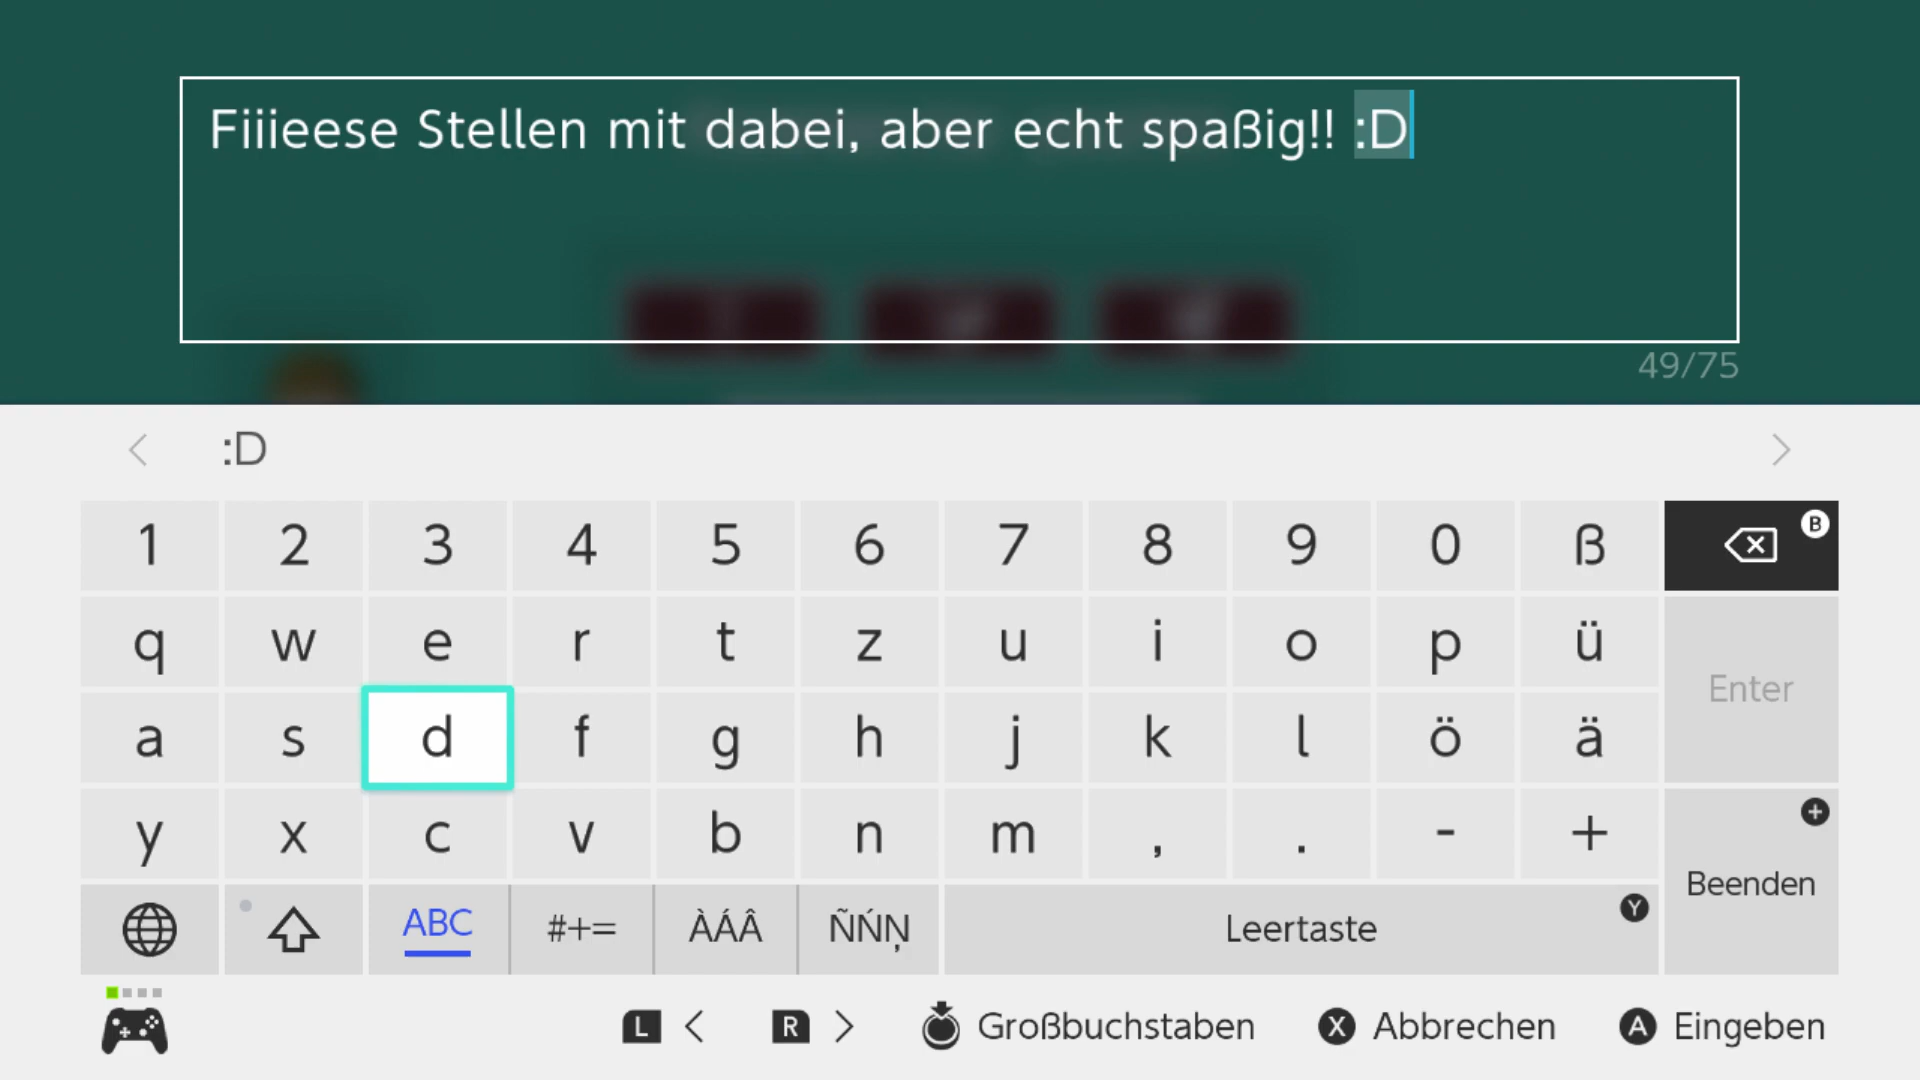 Fiiieese Stellen mit dabei, aber echt spaßig!! :D
49/75
:D
1 2 3 4 5 6 7 8 9 0 ß B
q w e r t z u i o p ü
Enter
a s d f g h j k l ö ä
y x c v b n m , . - +
+
Beenden
ABC #+= ÀÁÂ ÑŃŅ Leertaste Y
L < R > Großbuchstaben X Abbrechen A Eingeben